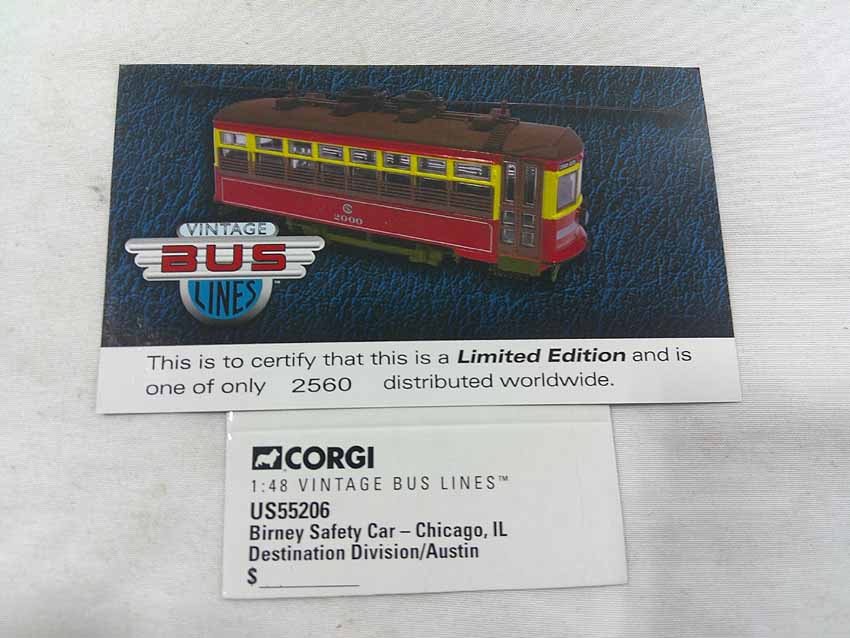 2000
VINTAGE
BUS
LINES™
This is to certify that this is a Limited Edition and is
one of only 2560 distributed worldwide.
CORGI
1:48 VINTAGE BUS LINES™
US55206
Birney Safety Car – Chicago, IL
Destination Division/Austin
$